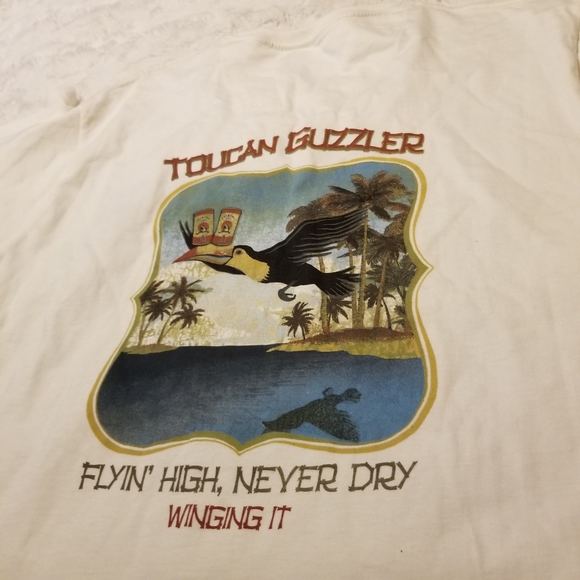 TOUCAN GUZZLER
FLYIN' HIGH, NEVER DRY
WINGING IT